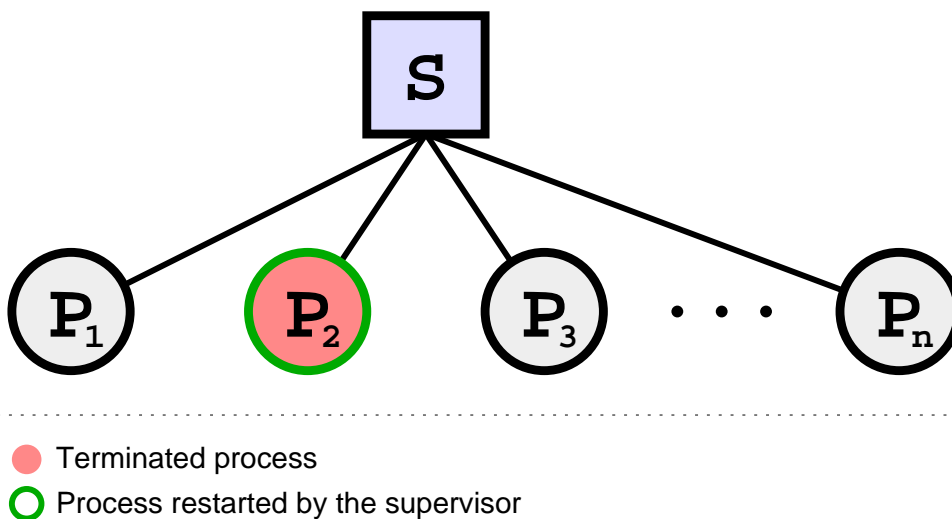 S
P1 P2 P3 . . . Pn
Terminated process
Process restarted by the supervisor